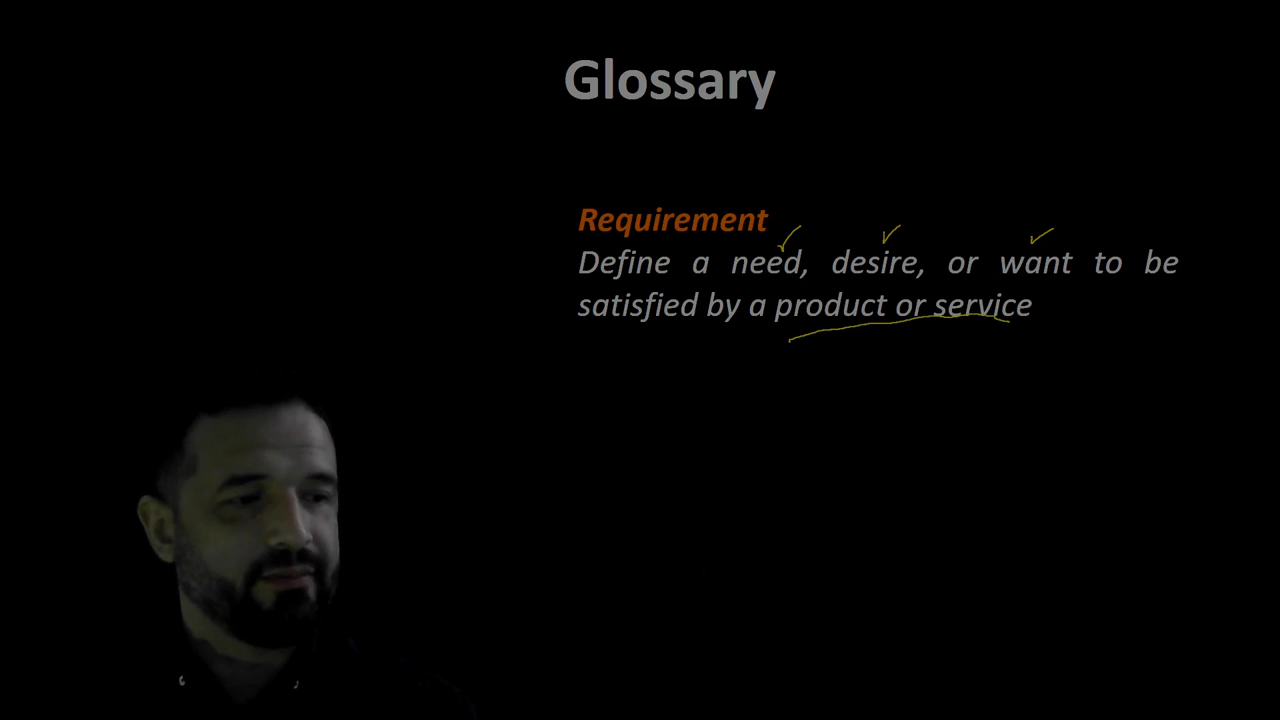 Glossary
Requirement
Define a need, desire, or want to be
satisfied by a product or service